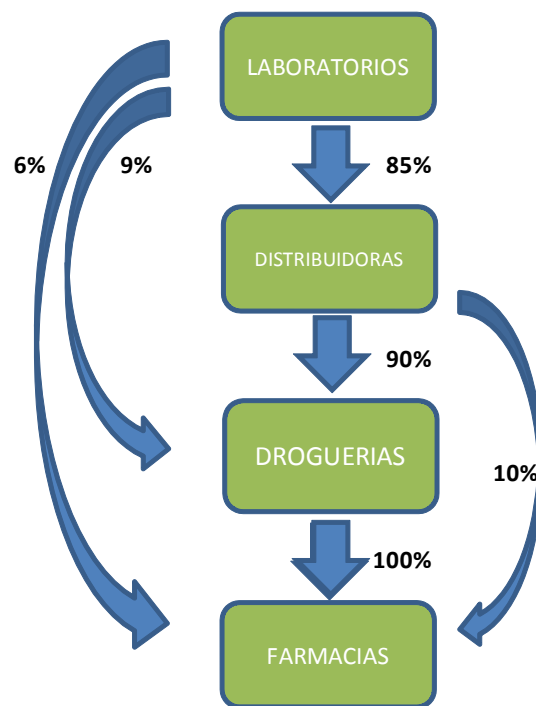 LABORATORIOS
6%
9%
85%
DISTRIBUIDORAS
90%
DROGUERIAS
10%
100%
FARMACIAS